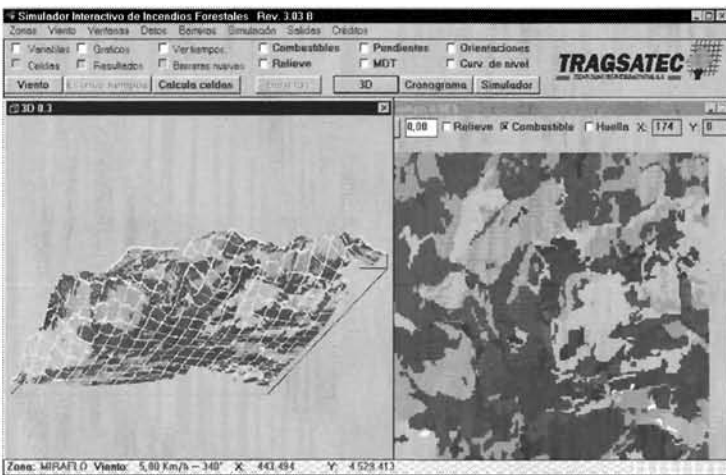 Simulador Interactivo de Incendios Forestales Rev. 3.03 B
Zonas Viento Ventanas Datos Barreras Simulación Salidas Créditos
Variables Graficos Ver tiempos Combustibles Pendientes Orientaciones
Celdas Resultados Barreras nuevas Relieve MDT Curv. de nivel
TRAGSATEC
Viento Calcula celdas 3D Cronograma Simulador
3D 0.3
0,00 Relieve Combustible Huella X: 174 Y: 0
Zona: MIRAFLO Viento: 5,00 Km/h -- 340° X: 443.494 Y: 4.529.413